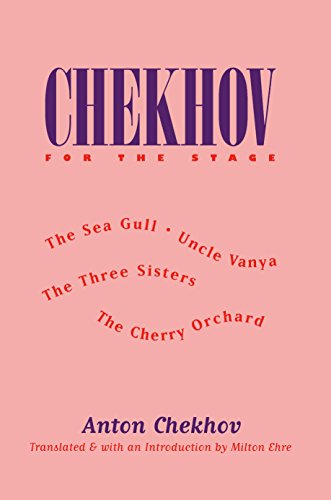 CHEKHOV
FOR THE STAGE
The Sea Gull • Uncle Vanya
The Three Sisters
The Cherry Orchard
Anton Chekhov
Translated & with an Introduction by Milton Ehre